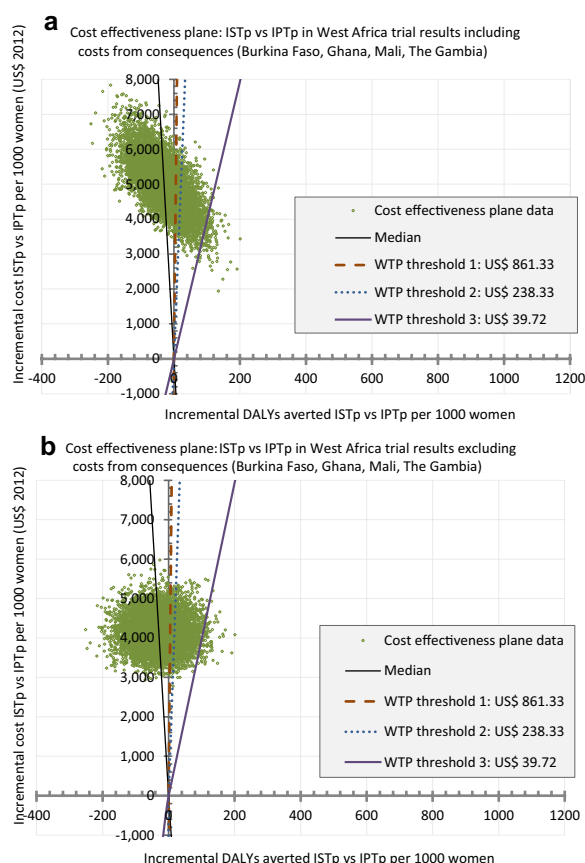 a
Cost effectiveness plane: ISTp vs IPTp in West Africa trial results including
costs from consequences (Burkina Faso, Ghana, Mali, The Gambia)
Incremental cost ISTp vs IPTp per 1000 women (US$ 2012)
8,000
7,000
6,000
5,000
4,000
3,000
2,000
1,000
0
-1,000
-400 -200 0 200 400 600 800 1000 1200
Cost effectiveness plane data
Median
WTP threshold 1: US$ 861.33
WTP threshold 2: US$ 238.33
WTP threshold 3: US$ 39.72
Incremental DALYs averted ISTp vs IPTp per 1000 women
b
Cost effectiveness plane: ISTp vs IPTp in West Africa trial results excluding
costs from consequences (Burkina Faso, Ghana, Mali, The Gambia)
Incremental cost ISTp vs IPTp per 1000 women (US$ 2012)
8,000
7,000
6,000
5,000
4,000
3,000
2,000
1,000
0
-1,000
-400 -200 0 200 400 600 800 1000 1200
Cost effectiveness plane data
Median
WTP threshold 1: US$ 861.33
WTP threshold 2: US$ 238.33
WTP threshold 3: US$ 39.72
Incremental DALYs averted ISTp vs IPTp per 1000 women